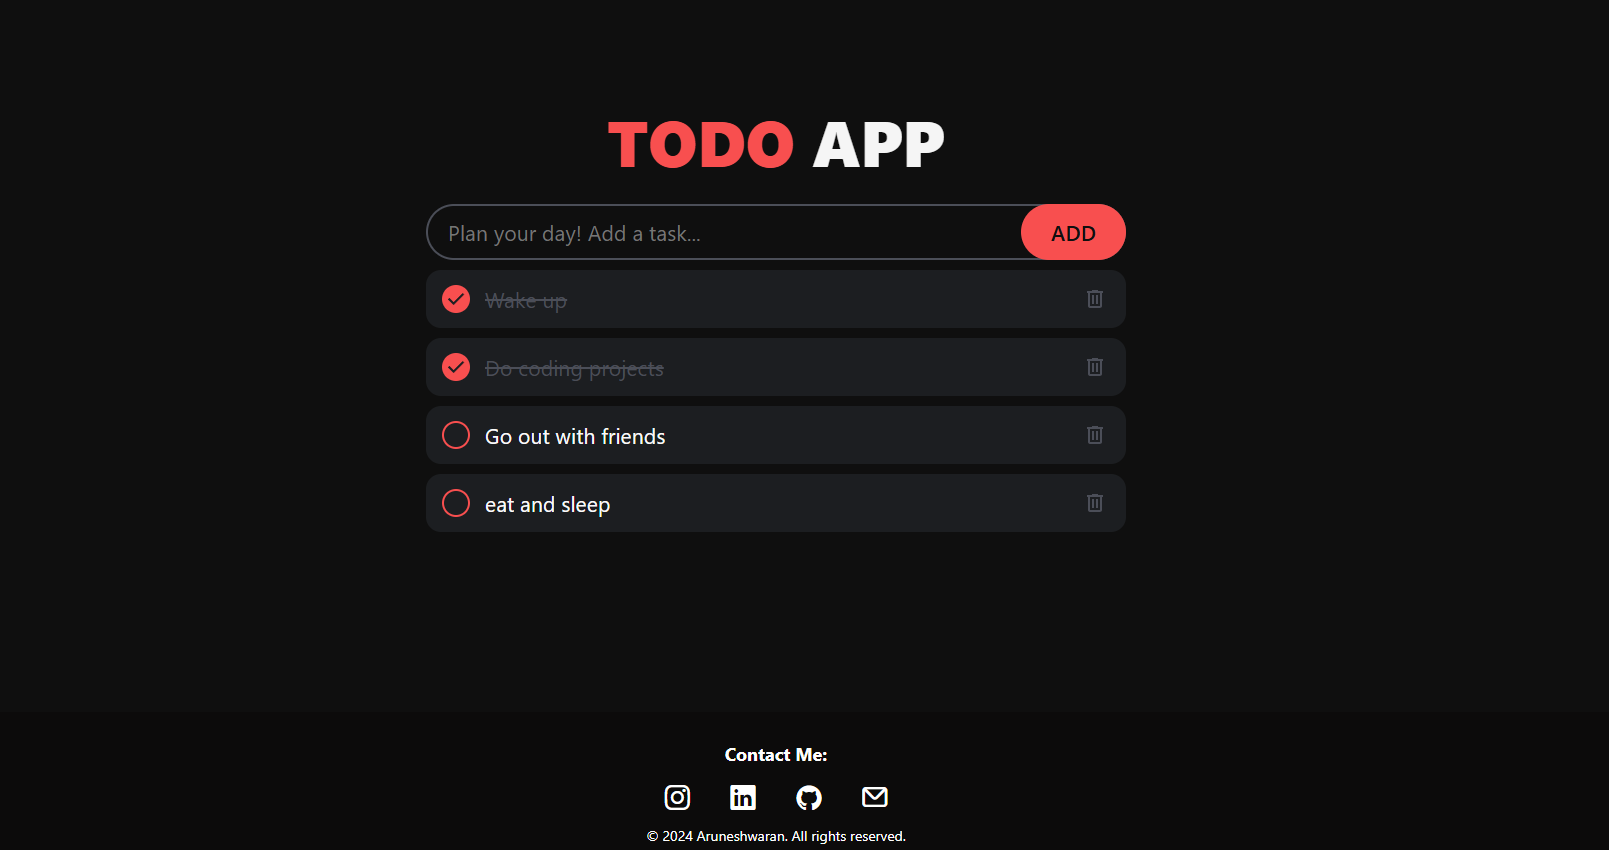 TODO APP
Plan your day! Add a task...
ADD
Wake up
Do coding projects
Go out with friends
eat and sleep
Contact Me:
in
© 2024 Aruneshwaran. All rights reserved.